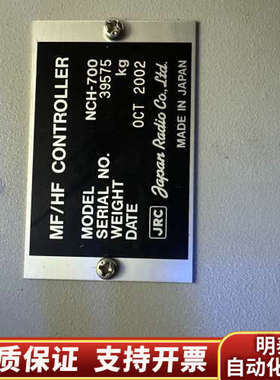 MF/HF CONTROLLER
MODEL NCH-700
SERIAL NO. 39575
WEIGHT kg
DATE OCT 2002
JRC Japan Radio Co., Ltd.
MADE IN JAPAN
质保证 支持开票
自动化